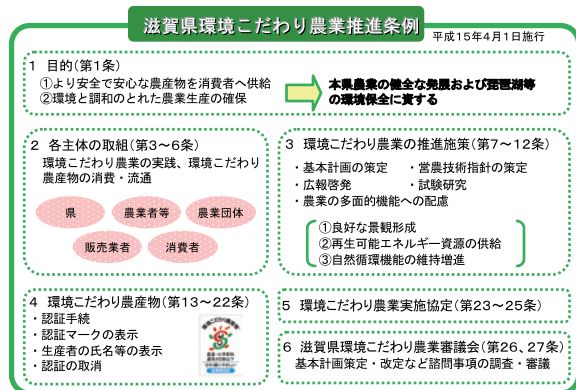 滋賀県環境こだわり農業推進条例
平成15年4月1日施行
1 目的(第1条)
①より安全で安心な農産物を消費者へ供給
②環境と調和のとれた農業生産の確保
本県農業の健全な発展および琵琶湖等
の環境保全に資する
2 各主体の取組(第3～6条)
環境こだわり農業の実践、環境こだわり
農産物の消費・流通
県
農業者等
農業団体
販売業者
消費者
3 環境こだわり農業の推進施策(第7～12条)
・基本計画の策定 ・営農技術指針の策定
・広報啓発 ・試験研究
・農業の多面的機能への配慮
①良好な景観形成
②再生可能エネルギー資源の供給
③自然循環機能の維持増進
4 環境こだわり農産物(第13～22条)
・認証手続
・認証マークの表示
・生産者の氏名等の表示
・認証の取消
5 環境こだわり農業実施協定(第23～25条)
6 滋賀県環境こだわり農業審議会(第26、27条)
基本計画策定・改定など諮問事項の調査・審議